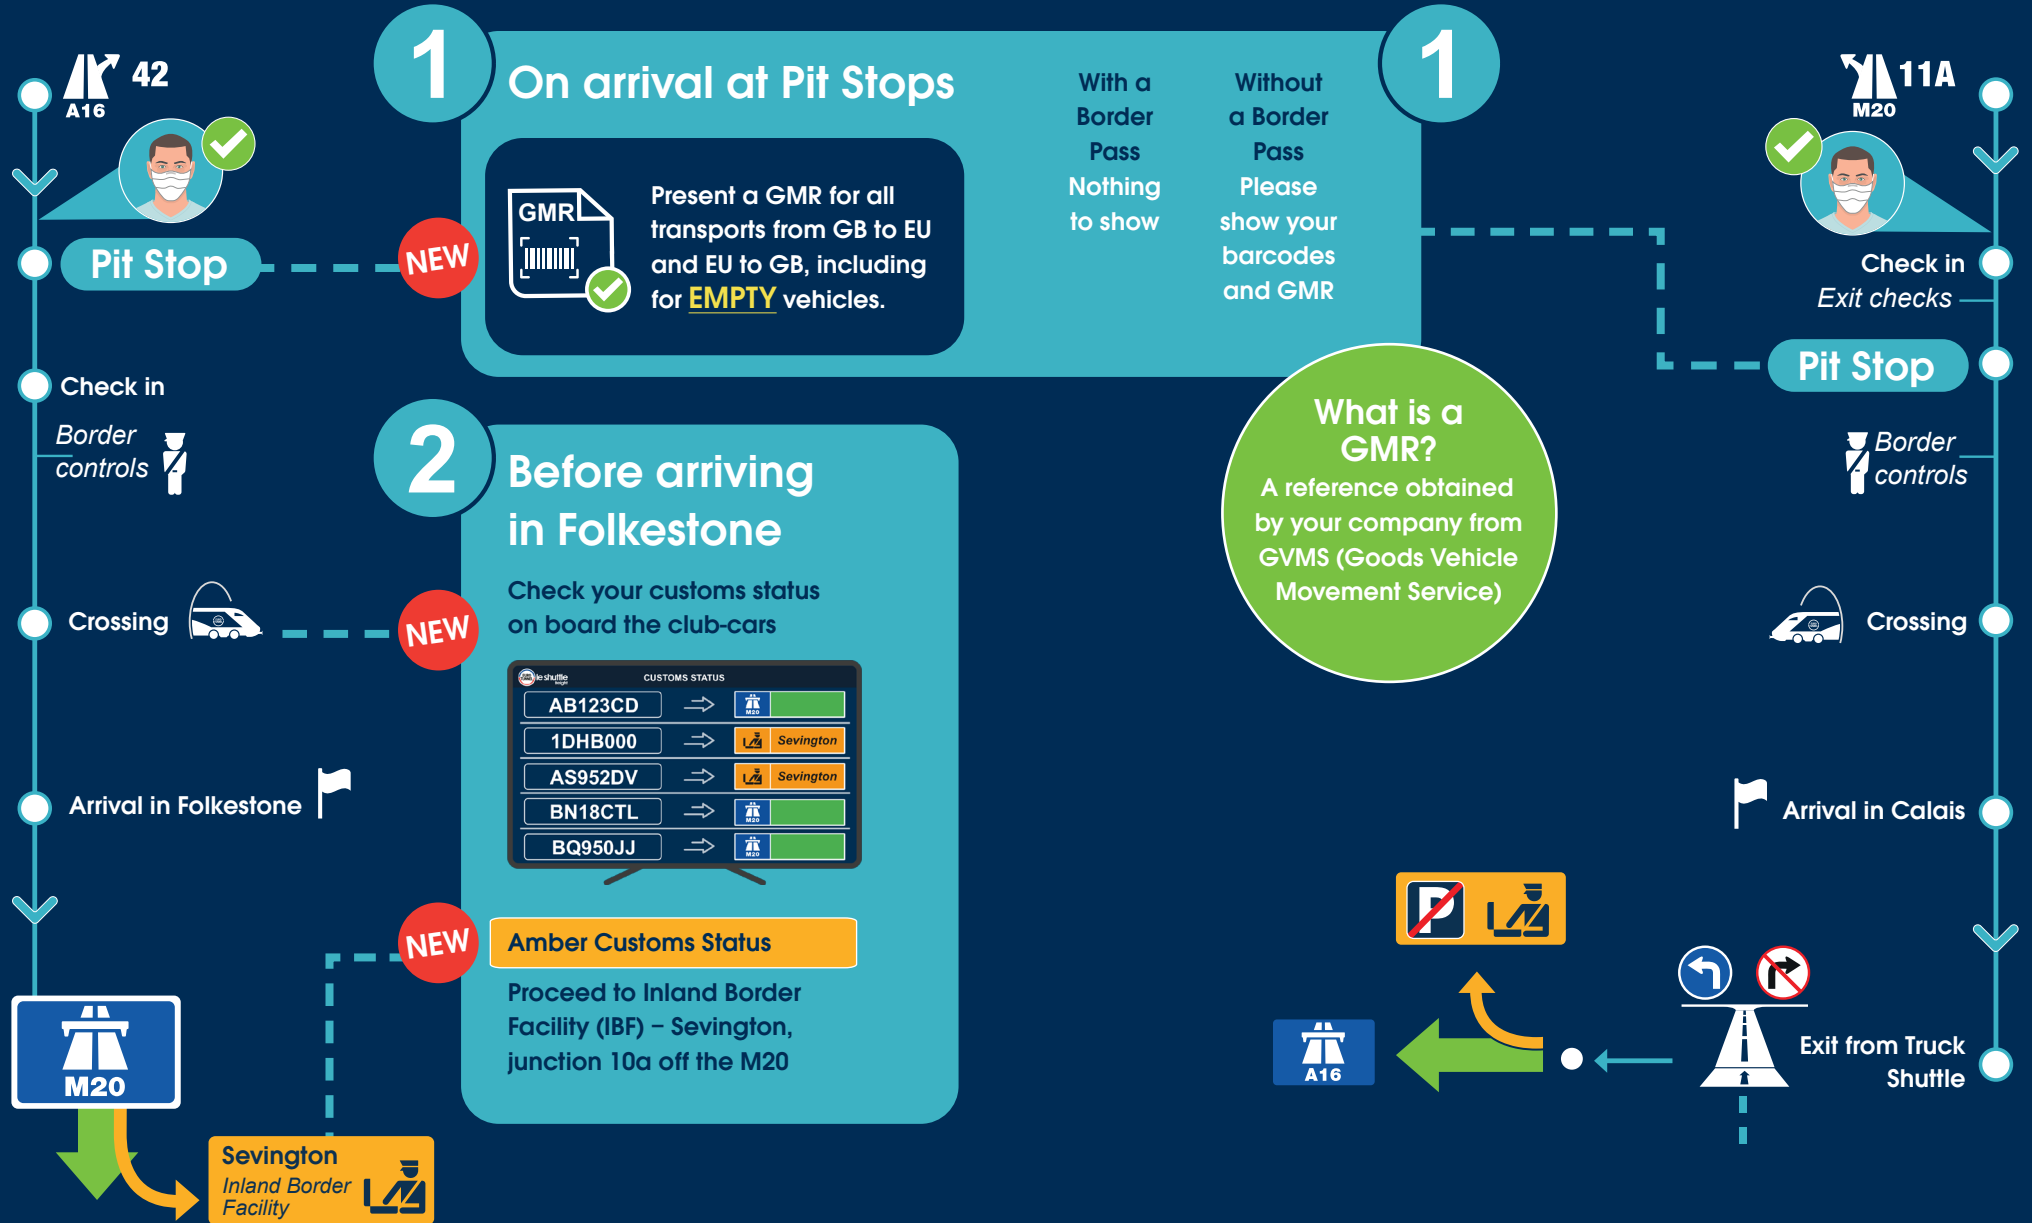 42
A16
Pit Stop
Check in
Border
controls
Crossing
Arrival in Folkestone
M20
Sevington
Inland Border
Facility
1
On arrival at Pit Stops
NEW
GMR
Present a GMR for all
transports from GB to EU
and EU to GB, including
for EMPTY vehicles.
With a
Border
Pass
Nothing
to show
Without
a Border
Pass
Please
show your
barcodes
and GMR
1
2
Before arriving
in Folkestone
NEW
Check your customs status
on board the club-cars
le shuttle
freight
CUSTOMS STATUS
AB123CD
M20
1DHB000
Sevington
AS952DV
Sevington
BN18CTL
M20
BQ950JJ
M20
NEW
Amber Customs Status
Proceed to Inland Border
Facility (IBF) – Sevington,
junction 10a off the M20
What is a
GMR?
A reference obtained
by your company from
GVMS (Goods Vehicle
Movement Service)
11A
M20
Check in
Exit checks
Pit Stop
Border
controls
Crossing
Arrival in Calais
P
A16
Exit from Truck
Shuttle